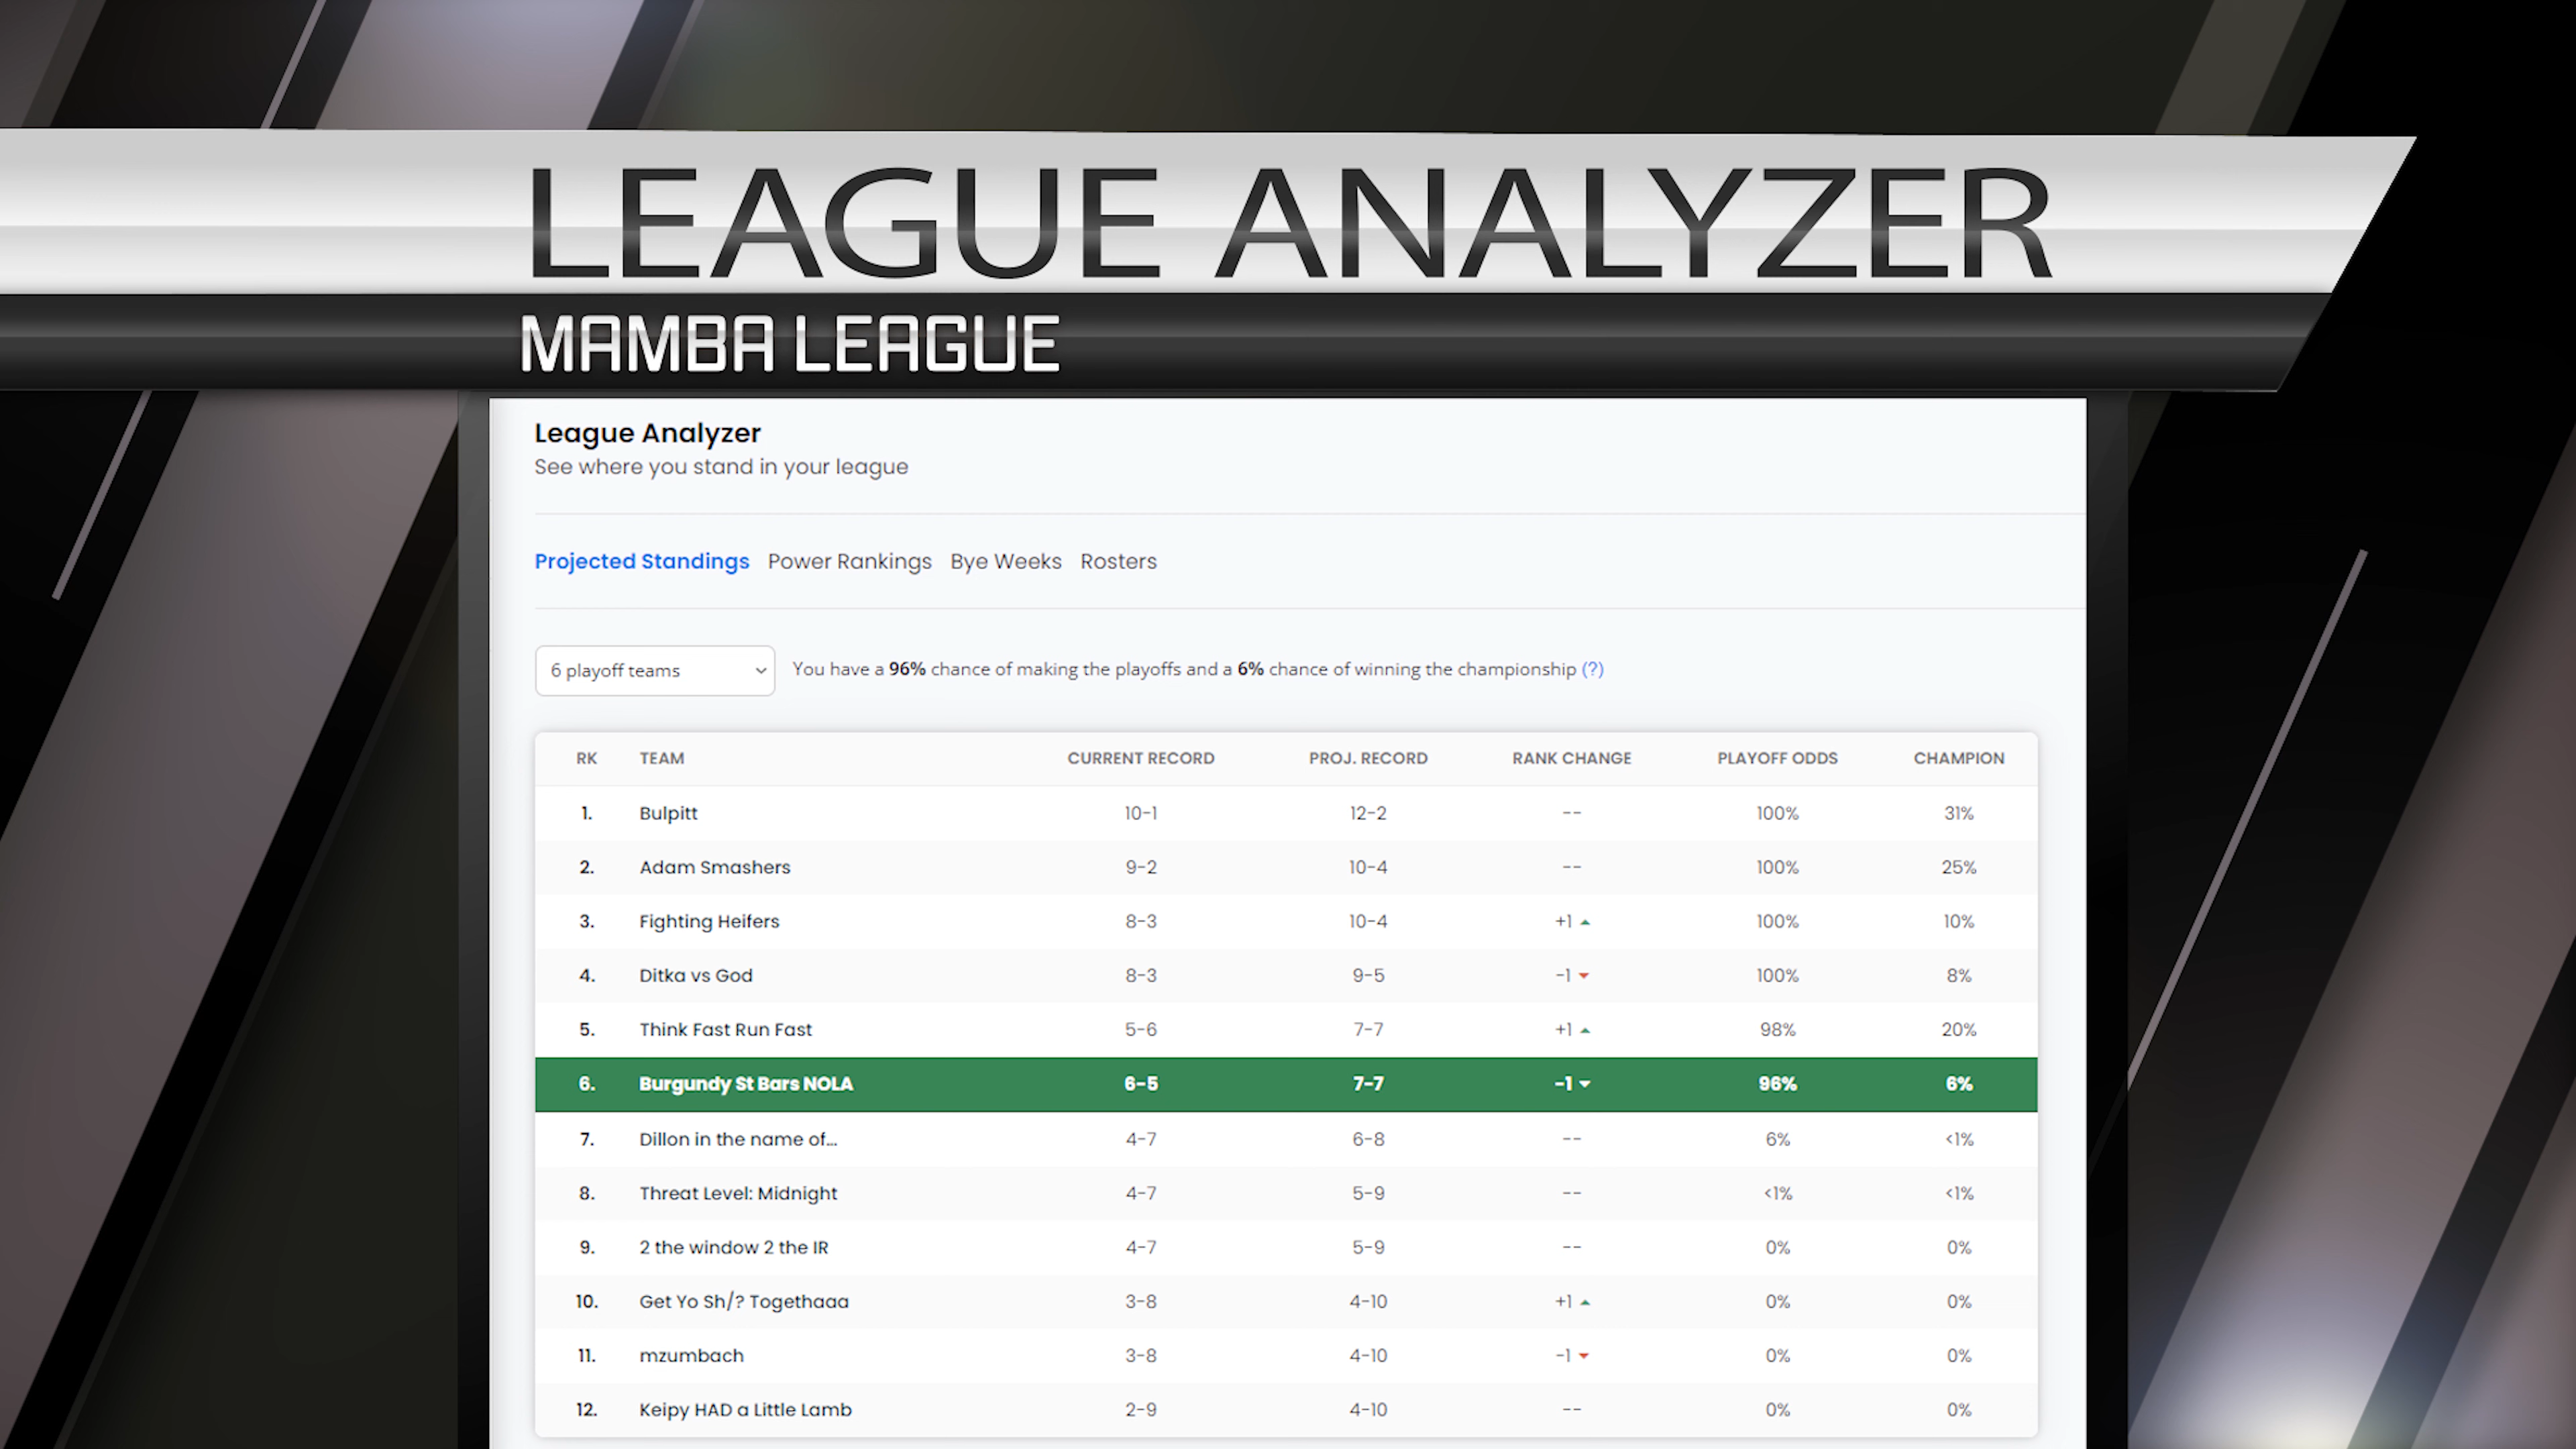 LEAGUE ANALYZER
MAMBA LEAGUE
League Analyzer
See where you stand in your league
Projected Standings Power Rankings Bye Weeks Rosters
6 playoff teams You have a 96% chance of making the playoffs and a 6% chance of winning the championship (?)
RK TEAM CURRENT RECORD PROJ. RECORD RANK CHANGE PLAYOFF ODDS CHAMPION
1. Bulpitt 10-1 12-2 -- 100% 31%
2. Adam Smashers 9-2 10-4 -- 100% 25%
3. Fighting Heifers 8-3 10-4 +1 100% 10%
4. Ditka vs God 8-3 9-5 -1 100% 8%
5. Think Fast Run Fast 5-6 7-7 +1 98% 20%
6. Burgundy St Bars NOLA 6-5 7-7 -1 96% 6%
7. Dillon in the name of... 4-7 6-8 -- 6% <1%
8. Threat Level: Midnight 4-7 5-9 -- <1% <1%
9. 2 the window 2 the IR 4-7 5-9 -- 0% 0%
10. Get Yo Sh/? Togethaaa 3-8 4-10 +1 0% 0%
11. mzumbach 3-8 4-10 -1 0% 0%
12. Keipy HAD a Little Lamb 2-9 4-10 -- 0% 0%